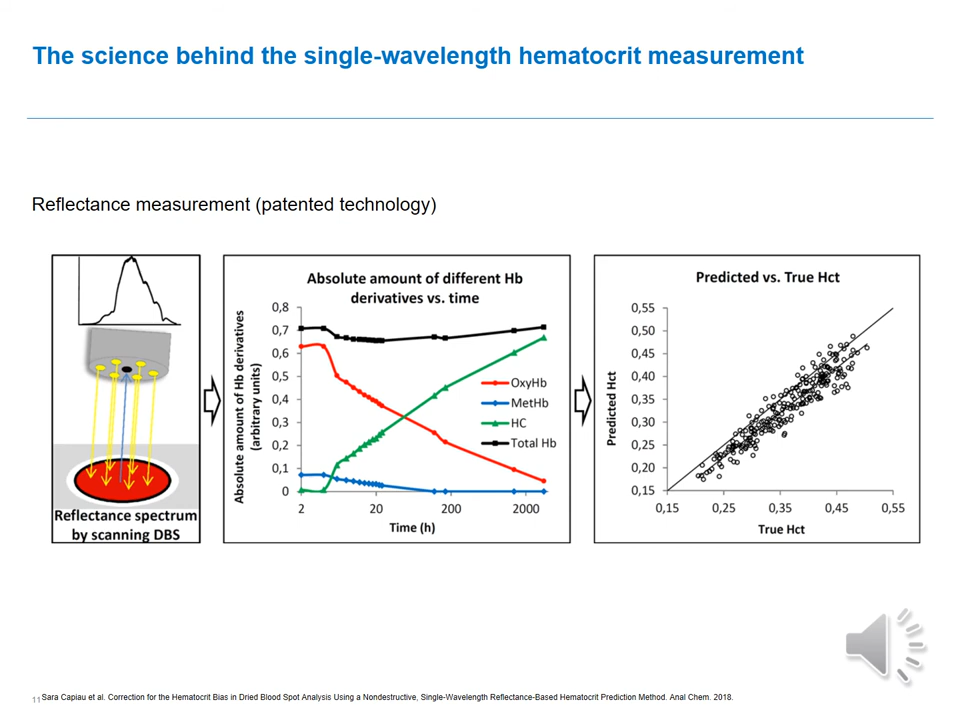 The science behind the single-wavelength hematocrit measurement
Reflectance measurement (patented technology)
Reflectance spectrum
by scanning DBS
Absolute amount of different Hb
derivatives vs. time
Absolute amount of Hb derivatives
(arbitrary units)
0,8
0,7
0,6
0,5
0,4
0,3
0,2
0,1
0
2
20
200
2000
Time (h)
OxyHb
MetHb
HC
Total Hb
Predicted vs. True Hct
Predicted Hct
0,55
0,50
0,45
0,40
0,35
0,30
0,25
0,20
0,15
0,15
0,25
0,35
0,45
0,55
True Hct
11 Sara Capiau et al. Correction for the Hematocrit Bias in Dried Blood Spot Analysis Using a Nondestructive, Single-Wavelength Reflectance-Based Hematocrit Prediction Method. Anal Chem. 2018.